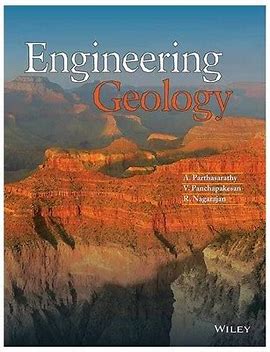 Engineering
Geology
A. Parthasarathy
V. Panchapakesan
R. Nagarajan
WILEY